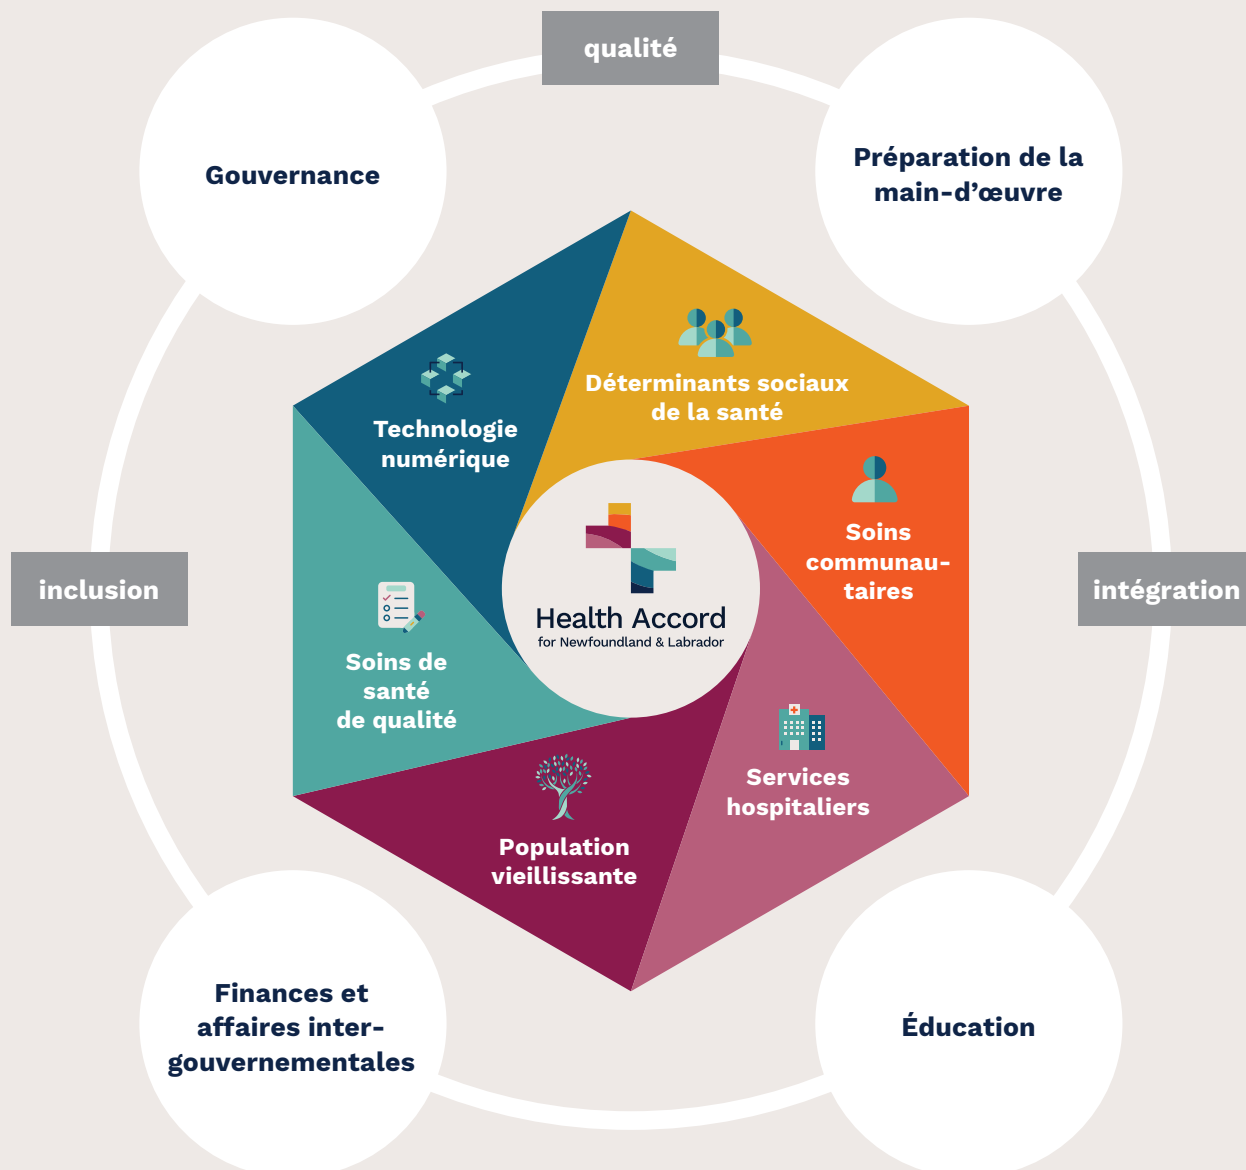 qualité
Gouvernance
Préparation de la
main-d’œuvre
Déterminants sociaux
de la santé
Technologie
numérique
Soins
communau-
taires
inclusion
intégration
Health Accord
for Newfoundland & Labrador
Soins de
santé
de qualité
Services
hospitaliers
Population
vieillissante
Finances et
affaires inter-
gouvernementales
Éducation